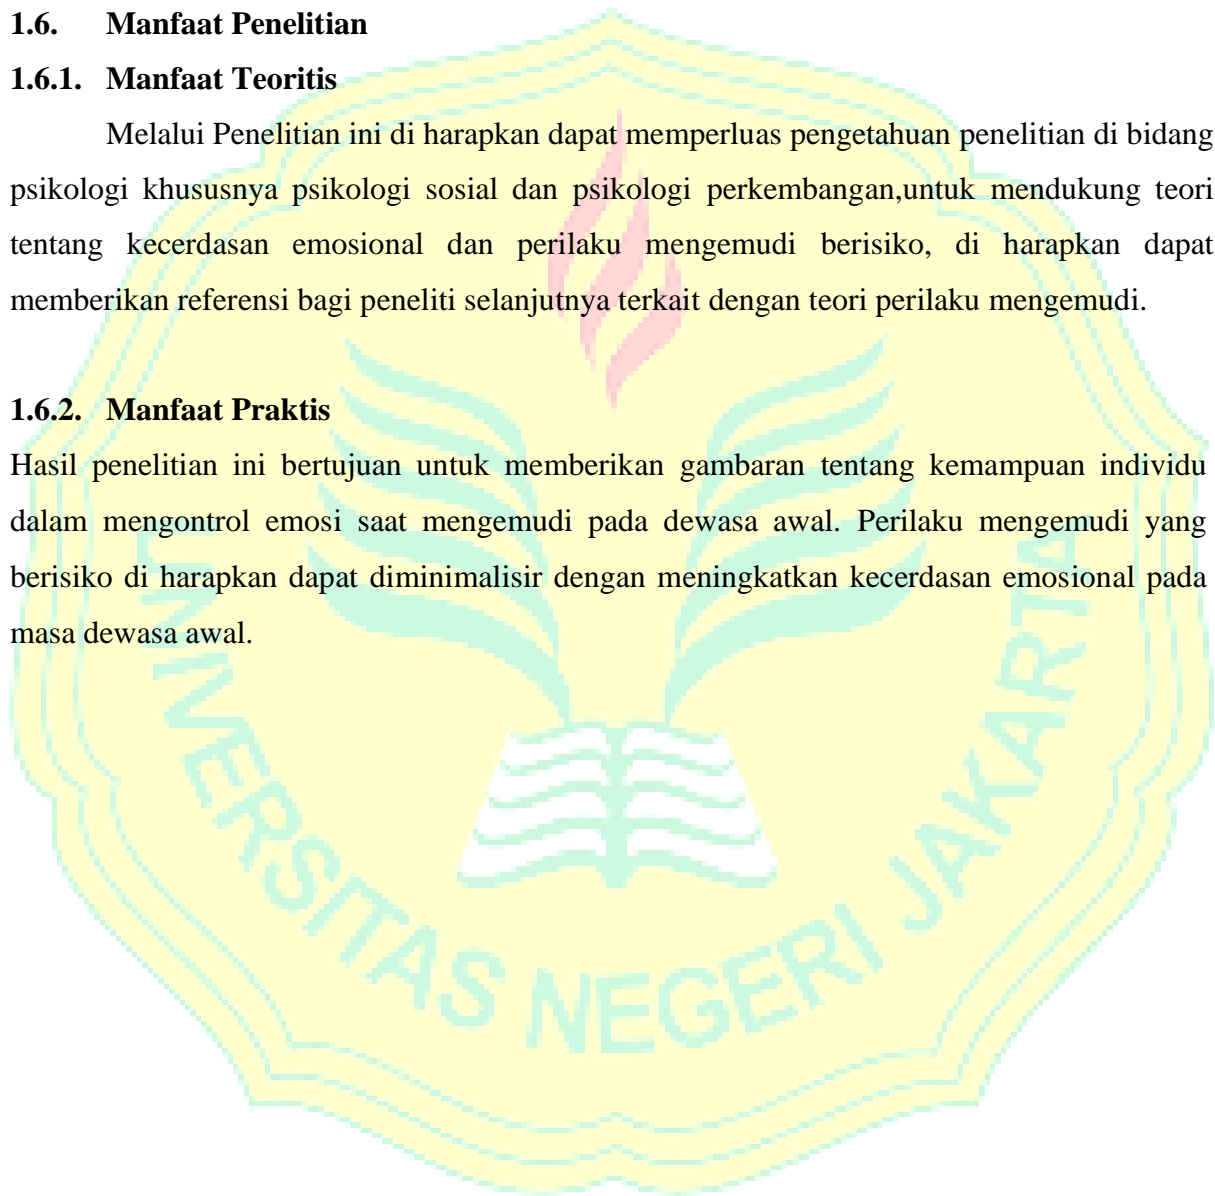 1.6. Manfaat Penelitian
1.6.1. Manfaat Teoritis
Melalui Penelitian ini di harapkan dapat memperluas pengetahuan penelitian di bidang
psikologi khususnya psikologi sosial dan psikologi perkembangan,untuk mendukung teori
tentang kecerdasan emosional dan perilaku mengemudi berisiko, di harapkan dapat
memberikan referensi bagi peneliti selanjutnya terkait dengan teori perilaku mengemudi.
1.6.2. Manfaat Praktis
Hasil penelitian ini bertujuan untuk memberikan gambaran tentang kemampuan individu
dalam mengontrol emosi saat mengemudi pada dewasa awal. Perilaku mengemudi yang
berisiko di harapkan dapat diminimalisir dengan meningkatkan kecerdasan emosional pada
masa dewasa awal.
UNIVERSITAS NEGERI JAKARTA